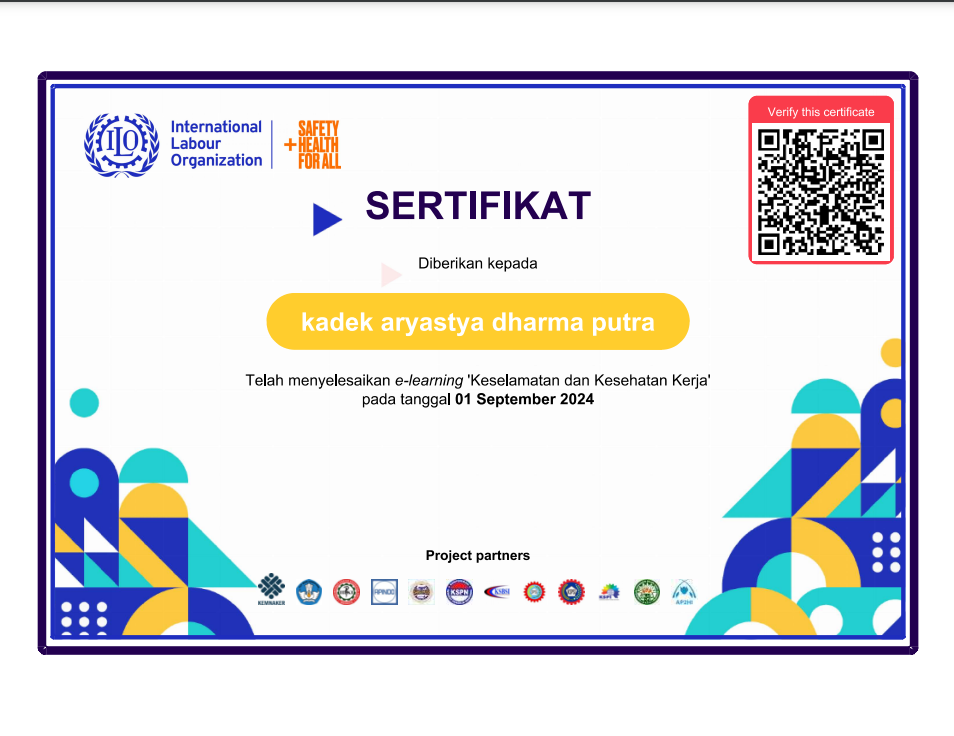 ILO
International
Labour
Organization
+SAFETY
HEALTH
FOR ALL
Verify this certificate
SERTIFIKAT
Diberikan kepada
kadek aryastya dharma putra
Telah menyelesaikan e-learning 'Keselamatan dan Kesehatan Kerja'
pada tanggal 01 September 2024
Project partners
KEMNAKER
APINDO
KSPN
KSBSI
AP2HI